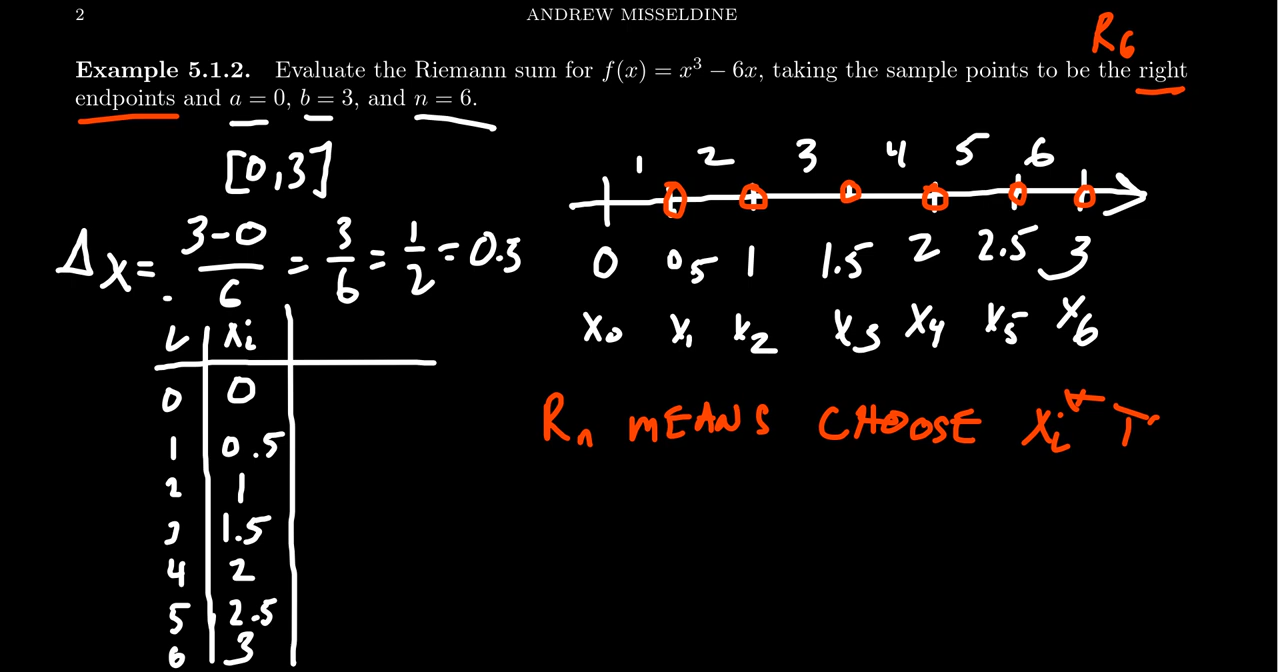 2 ANDREW MISSELDINE
R₆
Example 5.1.2. Evaluate the Riemann sum for f(x) = x³ − 6x, taking the sample points to be the right
endpoints and a = 0, b = 3, and n = 6.
[0,3]
1 2 3 4 5 6
0 0.5 1 1.5 2 2.5 3
x₀ x₁ x₂ x₃ x₄ x₅ x₆
Δx = (3-0)/6 = 3/6 = 1/2 = 0.5
i xᵢ
0 0
1 0.5
2 1
3 1.5
4 2
5 2.5
6 3
Rₙ MEANS CHOOSE xᵢ*